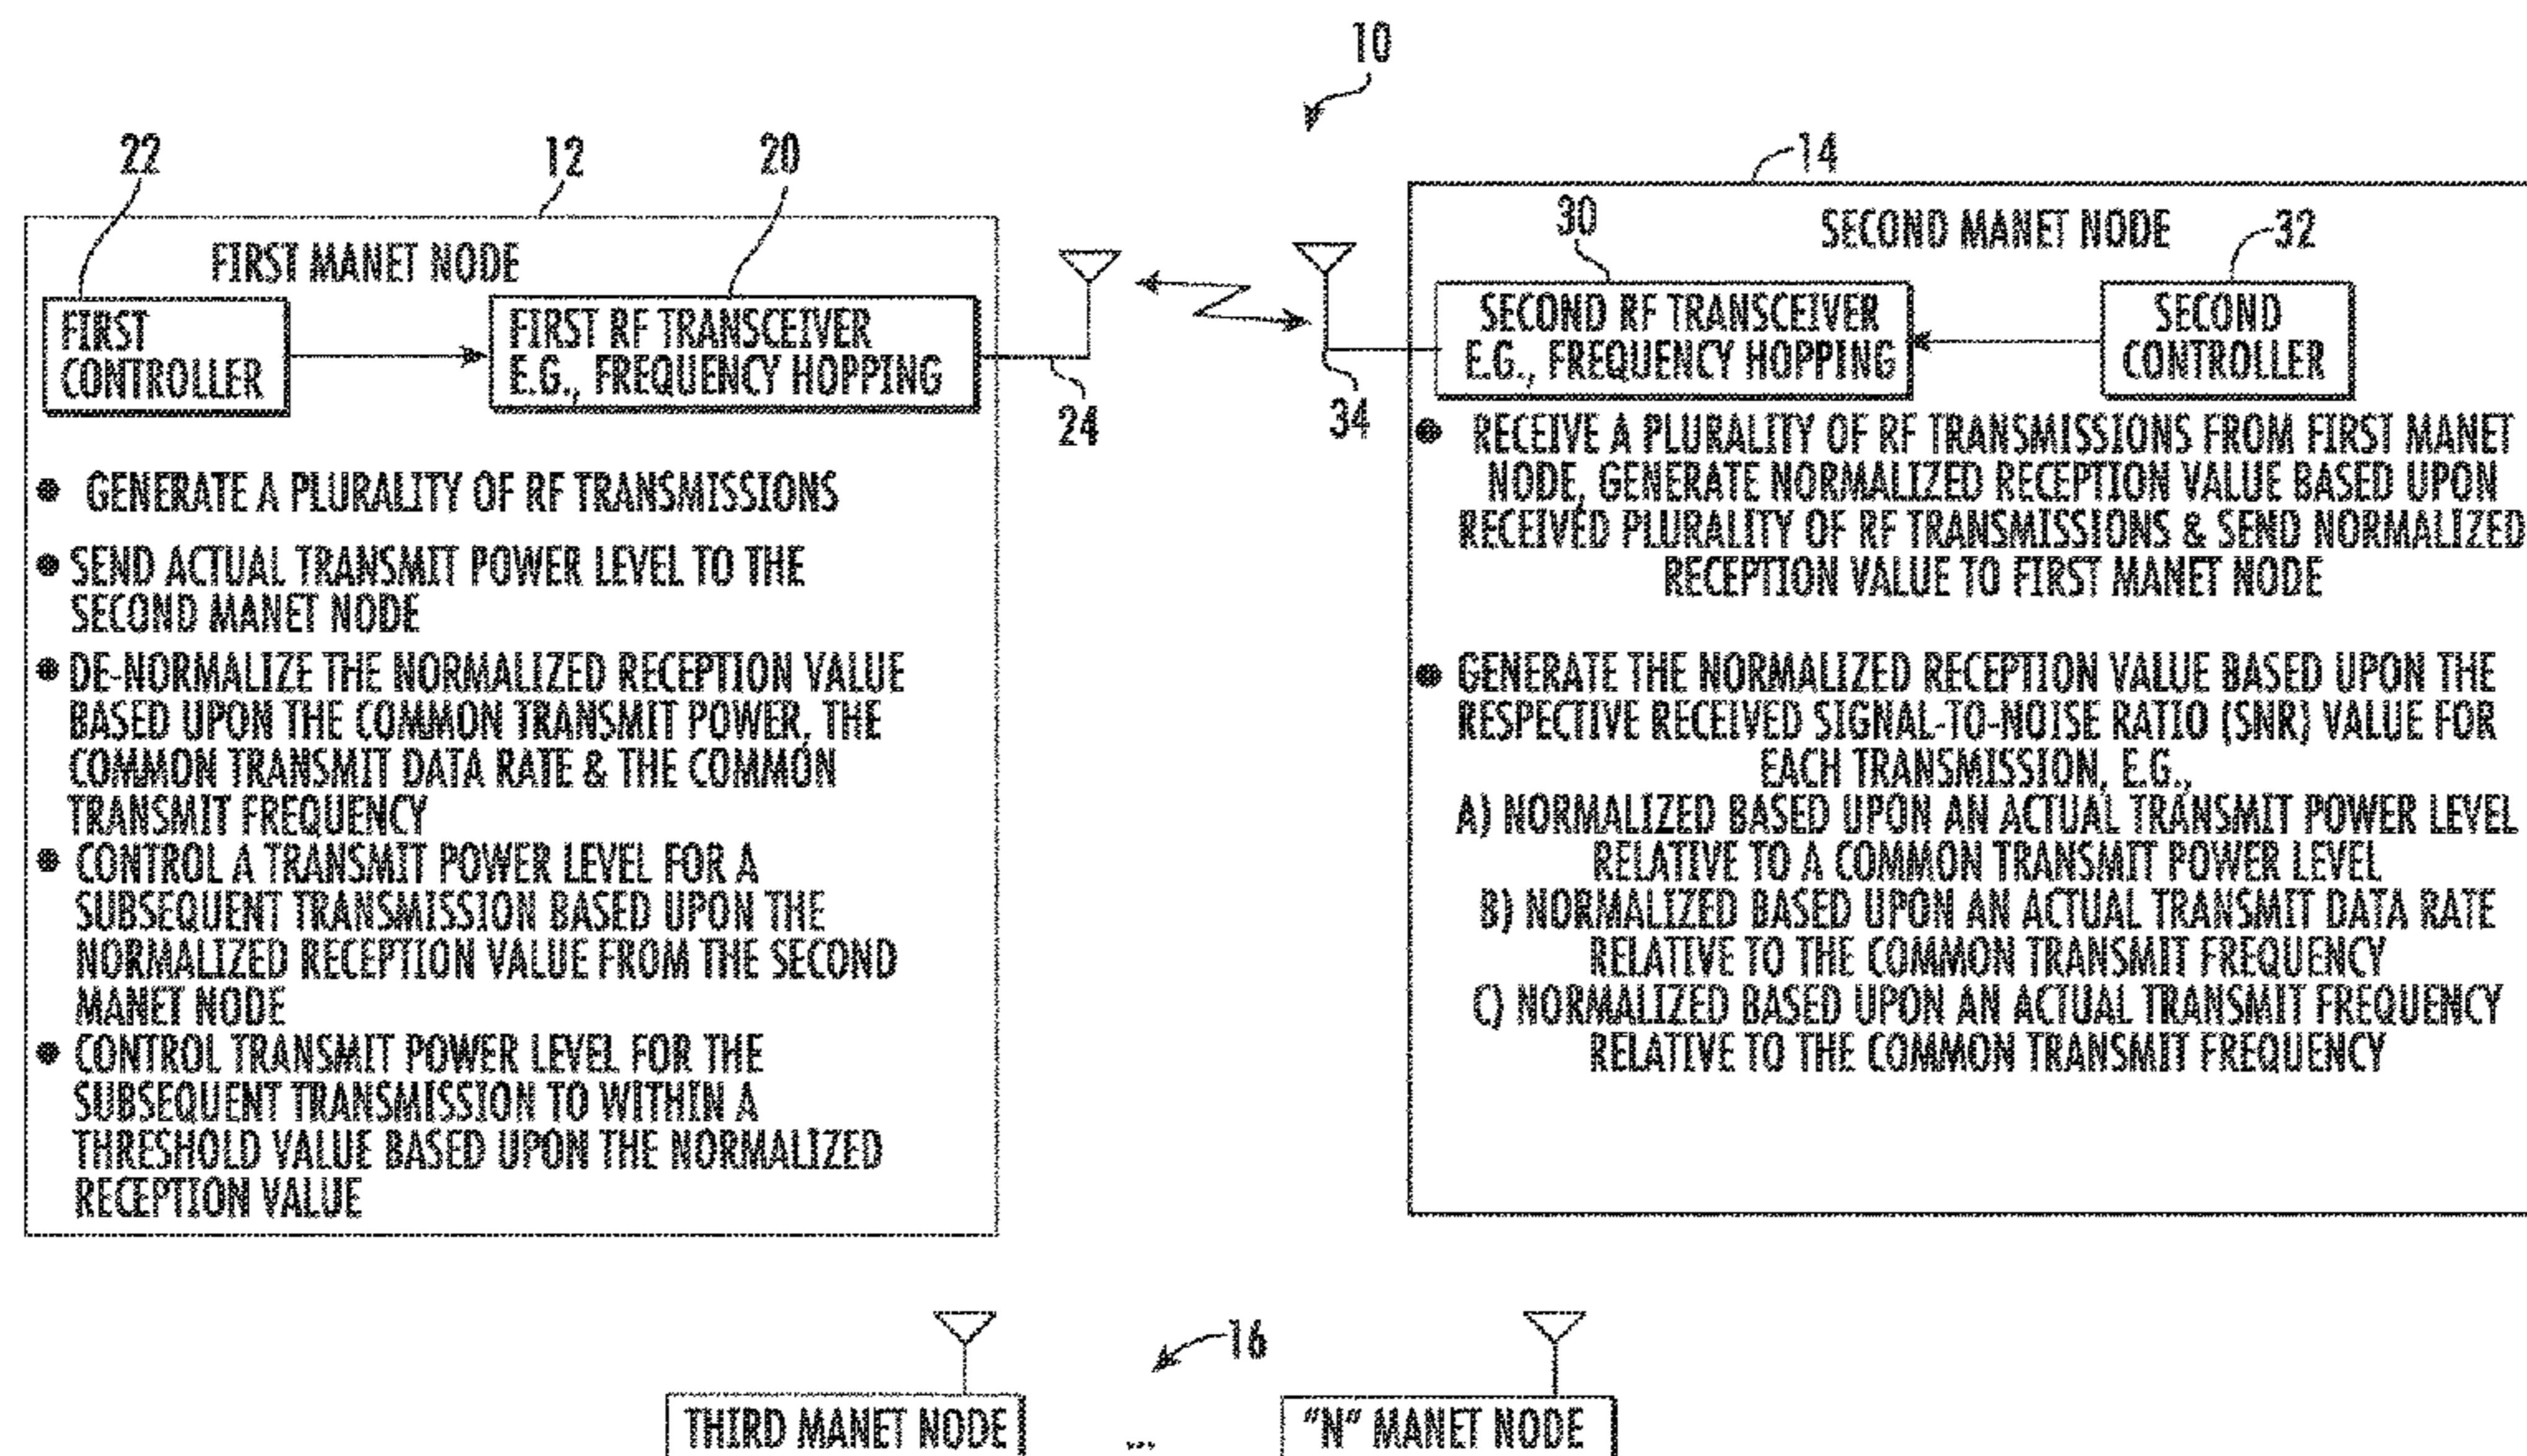 10
22
12
20
FIRST MANET NODE
FIRST
CONTROLLER
FIRST RF TRANSCEIVER
E.G., FREQUENCY HOPPING
24
● GENERATE A PLURALITY OF RF TRANSMISSIONS
● SEND ACTUAL TRANSMIT POWER LEVEL TO THE
SECOND MANET NODE
● DE-NORMALIZE THE NORMALIZED RECEPTION VALUE
BASED UPON THE COMMON TRANSMIT POWER, THE
COMMON TRANSMIT DATA RATE & THE COMMON
TRANSMIT FREQUENCY
● CONTROL A TRANSMIT POWER LEVEL FOR A
SUBSEQUENT TRANSMISSION BASED UPON THE
NORMALIZED RECEPTION VALUE FROM THE SECOND
MANET NODE
● CONTROL TRANSMIT POWER LEVEL FOR THE
SUBSEQUENT TRANSMISSION TO WITHIN A
THRESHOLD VALUE BASED UPON THE NORMALIZED
RECEPTION VALUE
14
30
SECOND MANET NODE
32
SECOND RF TRANSCEIVER
E.G., FREQUENCY HOPPING
SECOND
CONTROLLER
34
● RECEIVE A PLURALITY OF RF TRANSMISSIONS FROM FIRST MANET
NODE, GENERATE NORMALIZED RECEPTION VALUE BASED UPON
RECEIVED PLURALITY OF RF TRANSMISSIONS & SEND NORMALIZED
RECEPTION VALUE TO FIRST MANET NODE
● GENERATE THE NORMALIZED RECEPTION VALUE BASED UPON THE
RESPECTIVE RECEIVED SIGNAL-TO-NOISE RATIO (SNR) VALUE FOR
EACH TRANSMISSION, E.G.,
A) NORMALIZED BASED UPON AN ACTUAL TRANSMIT POWER LEVEL
RELATIVE TO A COMMON TRANSMIT POWER LEVEL
B) NORMALIZED BASED UPON AN ACTUAL TRANSMIT DATA RATE
RELATIVE TO THE COMMON TRANSMIT FREQUENCY
C) NORMALIZED BASED UPON AN ACTUAL TRANSMIT FREQUENCY
RELATIVE TO THE COMMON TRANSMIT FREQUENCY
16
THIRD MANET NODE
...
"N" MANET NODE